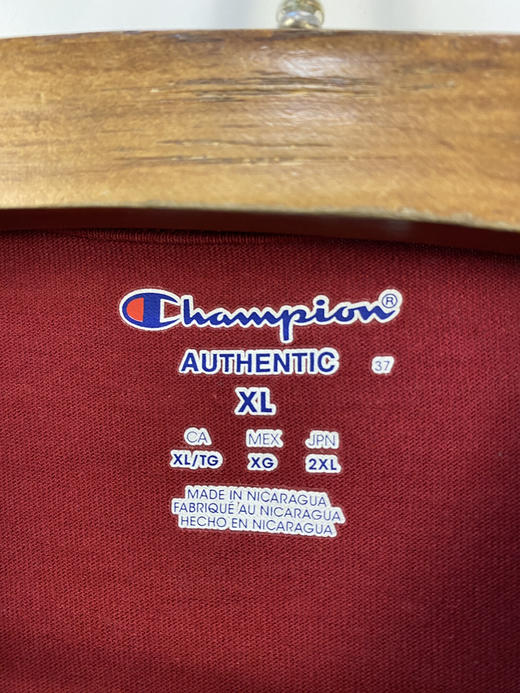 Champion®
AUTHENTIC 37
XL
CA MEX JPN
XL/TG XG 2XL
MADE IN NICARAGUA
FABRIQUÉ AU NICARAGUA
HECHO EN NICARAGUA